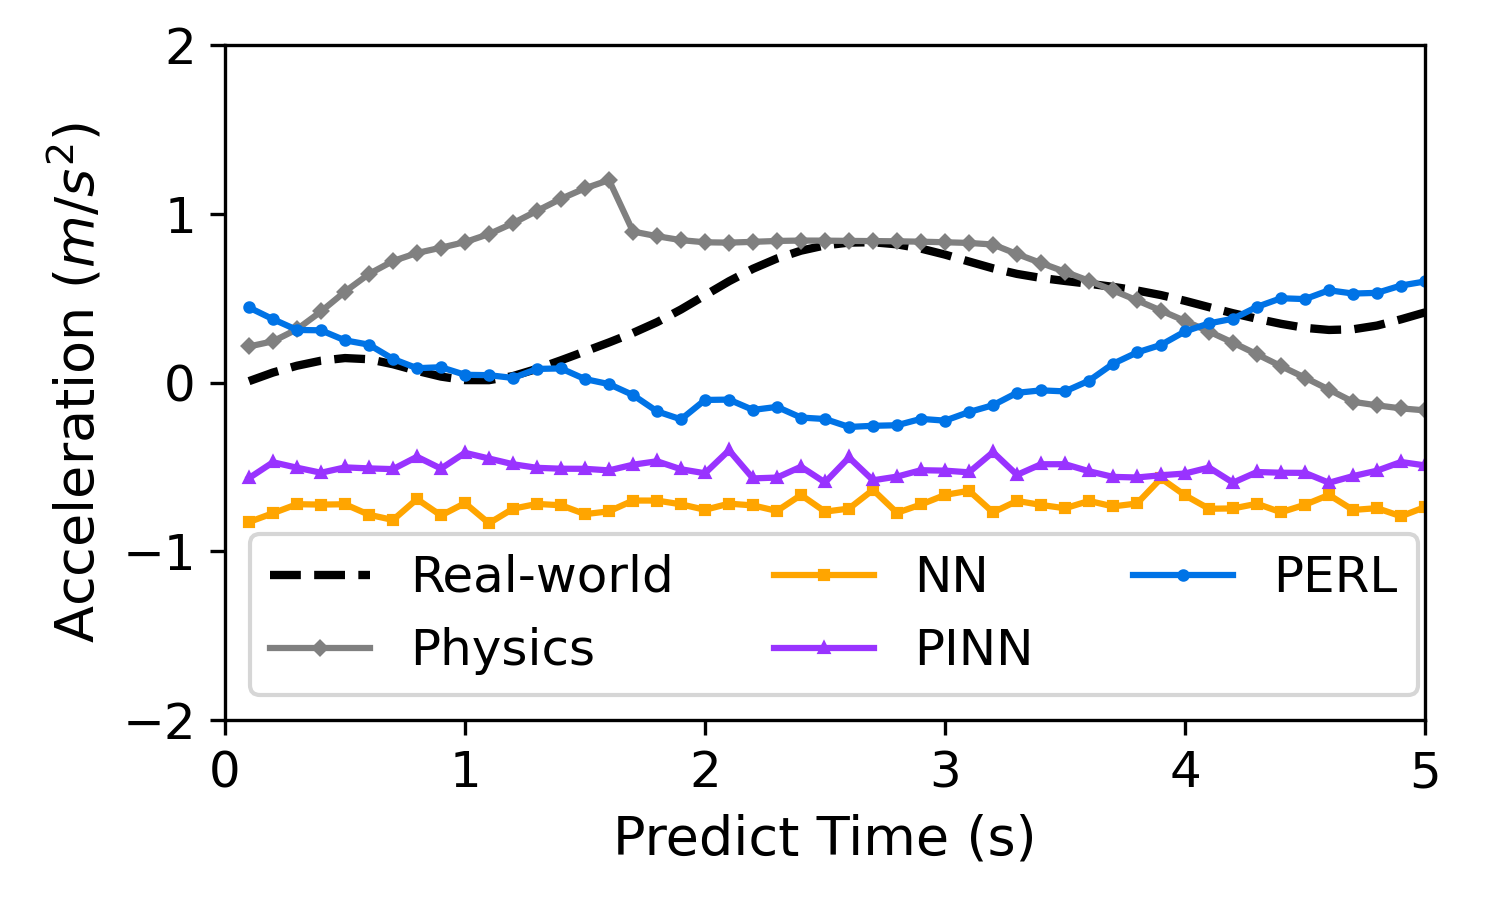 2
1
0
−1
−2
Acceleration (m/s²)
Real-world
Physics
NN
PINN
PERL
0 1 2 3 4 5
Predict Time (s)